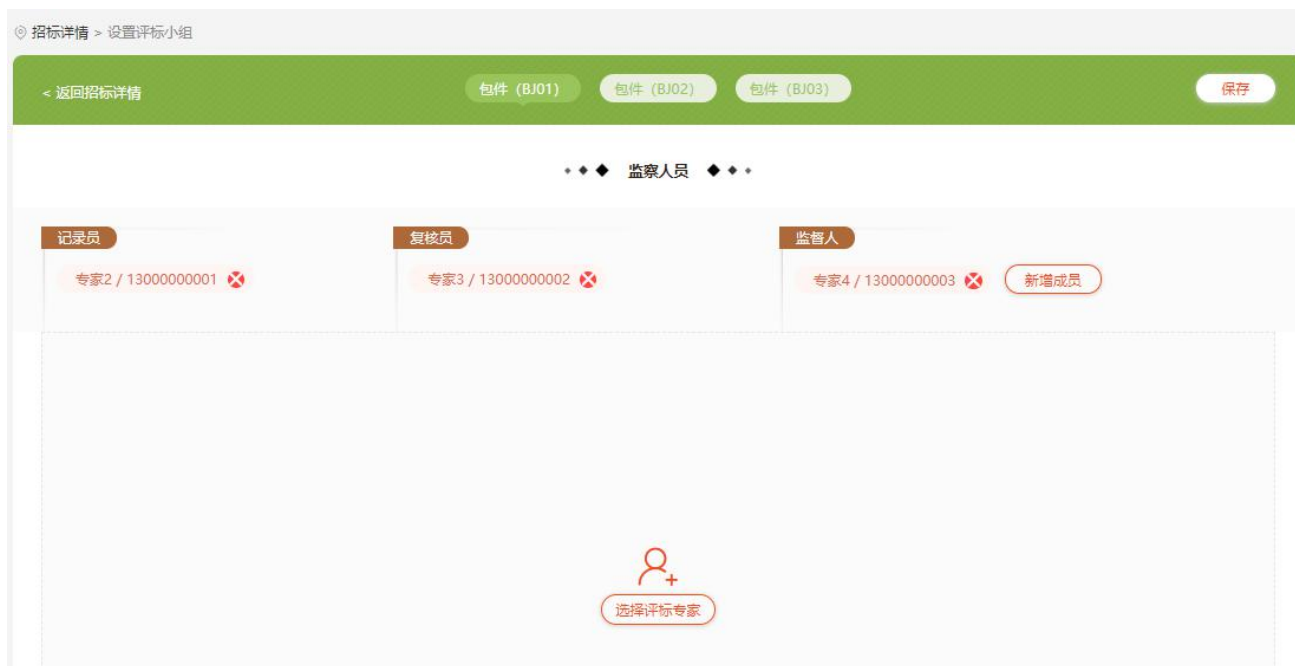 招标详情 > 设置评标小组
< 返回招标详情 包件 (BJ01) 包件 (BJ02) 包件 (BJ03) 保存
监察人员
记录员 复核员 监督人
专家2 / 13000000001 专家3 / 13000000002 专家4 / 13000000003 新增成员
选择评标专家